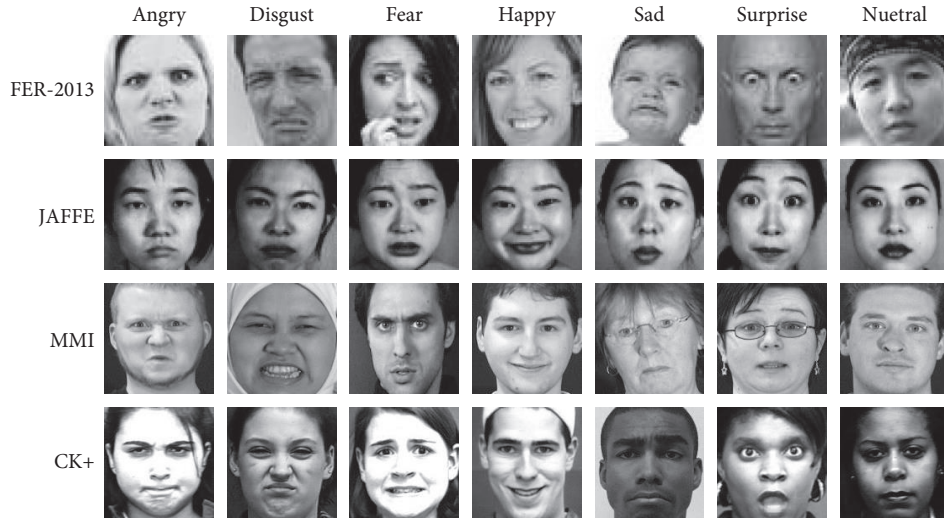 Angry Disgust Fear Happy Sad Surprise Nuetral
FER-2013
JAFFE
MMI
CK+